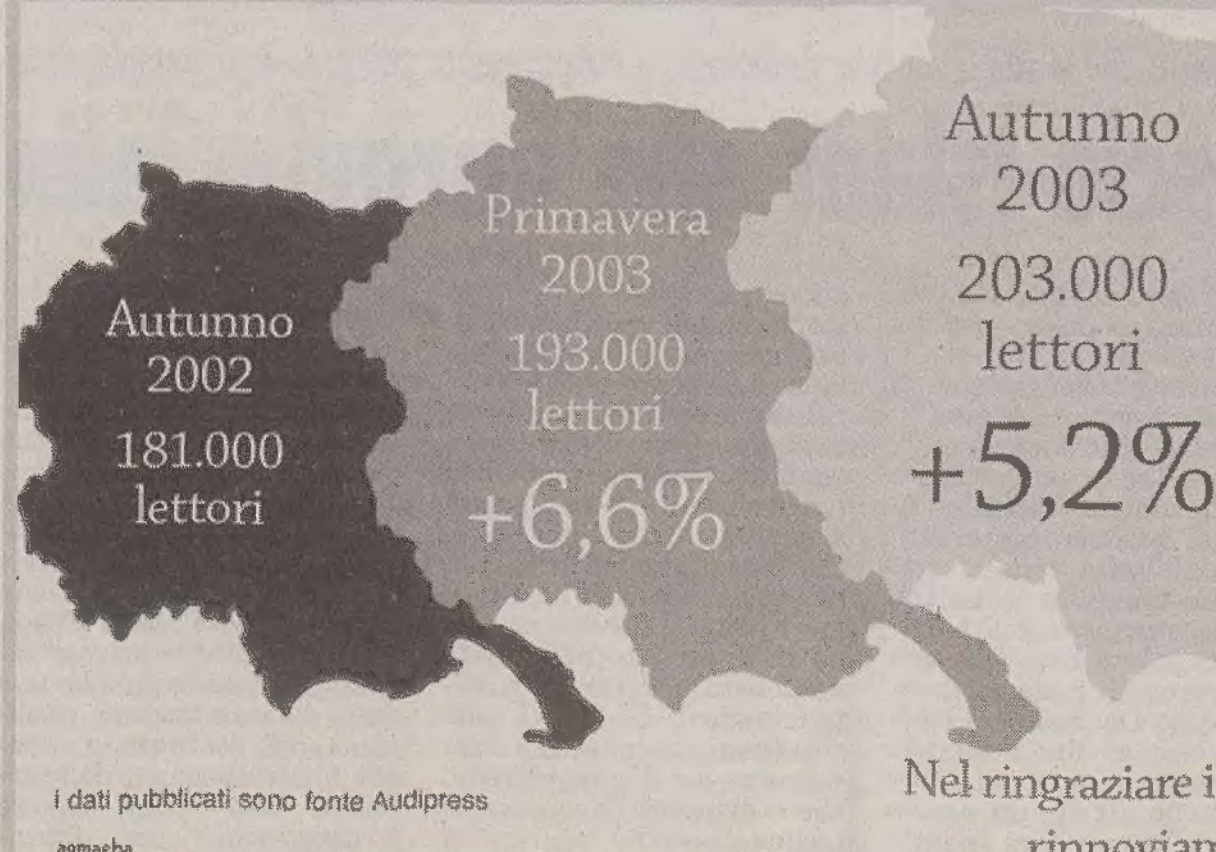 Autunno
2002
181.000
lettori
Primavera
2003
193.000
lettori
+6,6%
Autunno
2003
203.000
lettori
+5,2%
i dati pubblicati sono fonte Audipress
Nel ringraziare i
rinnoviam